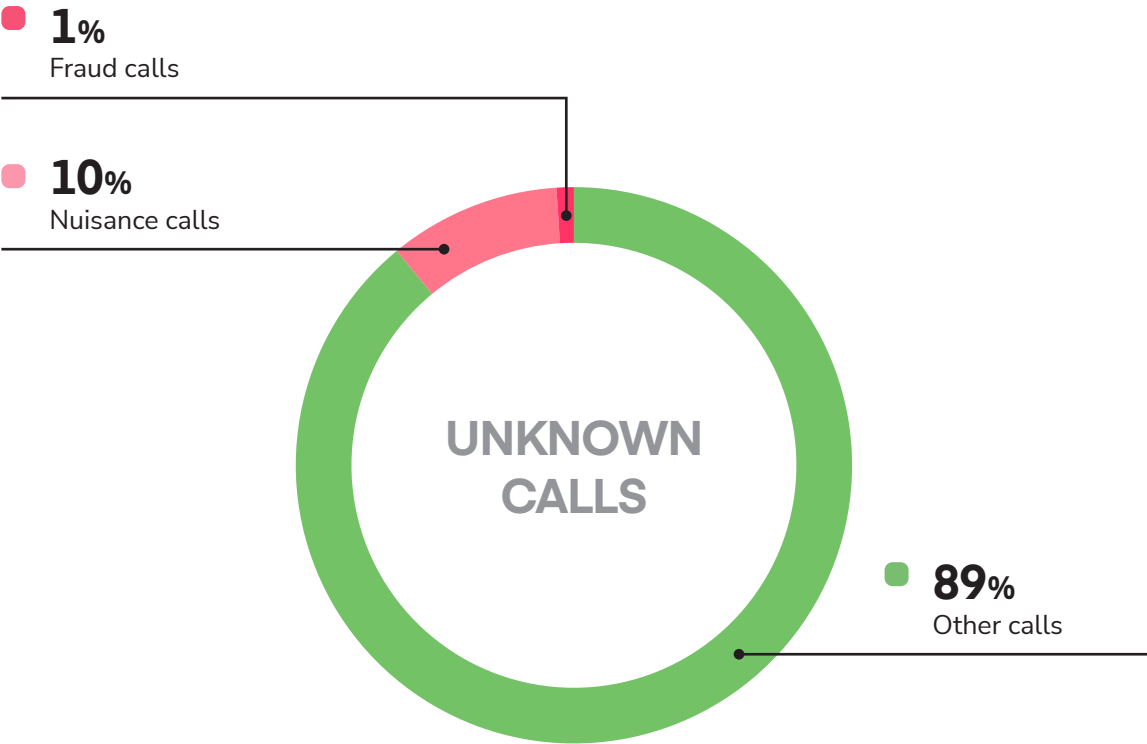 1%
Fraud calls
10%
Nuisance calls
UNKNOWN
CALLS
89%
Other calls